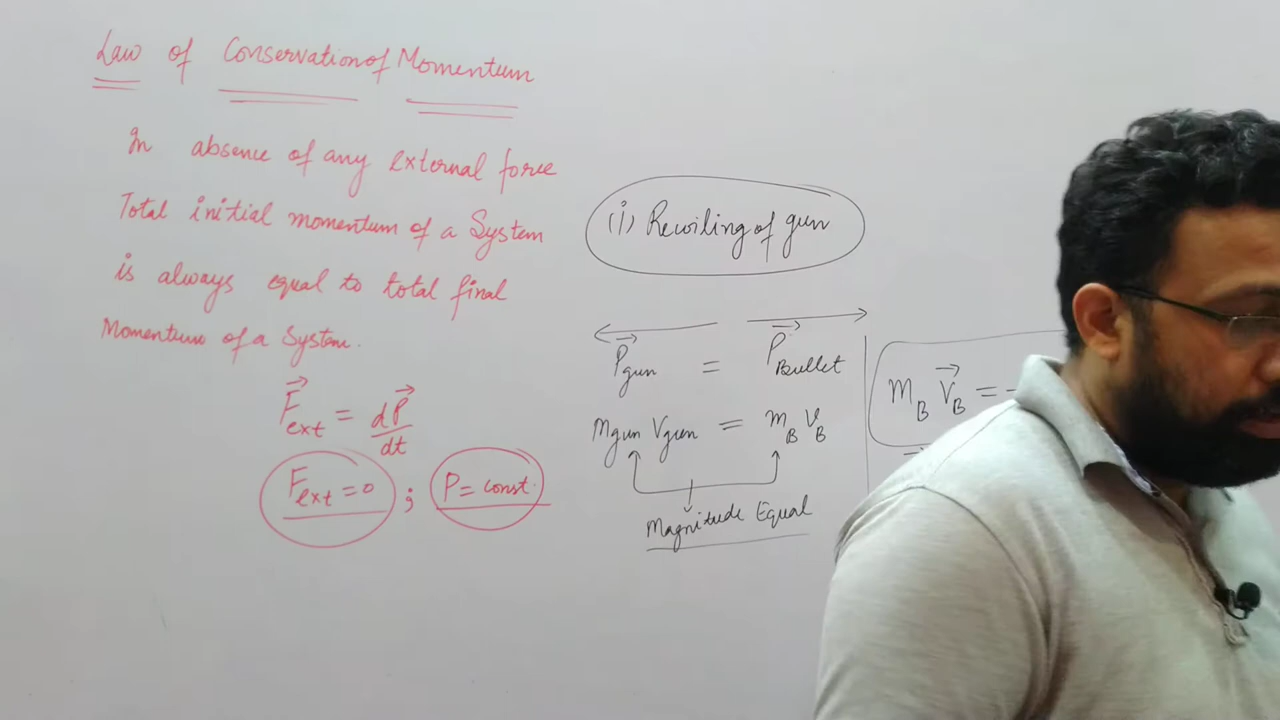 Law of Conservation of Momentum
In absence of any external force
Total initial momentum of a System
is always equal to total final
Momentum of a System.
F⃗ext = dP⃗/dt
Fext = 0 ; P = const.
(i) Recoiling of gun
P⃗gun = P⃗Bullet
Mgun Vgun = mB VB
Magnitude Equal
mB V⃗B = -